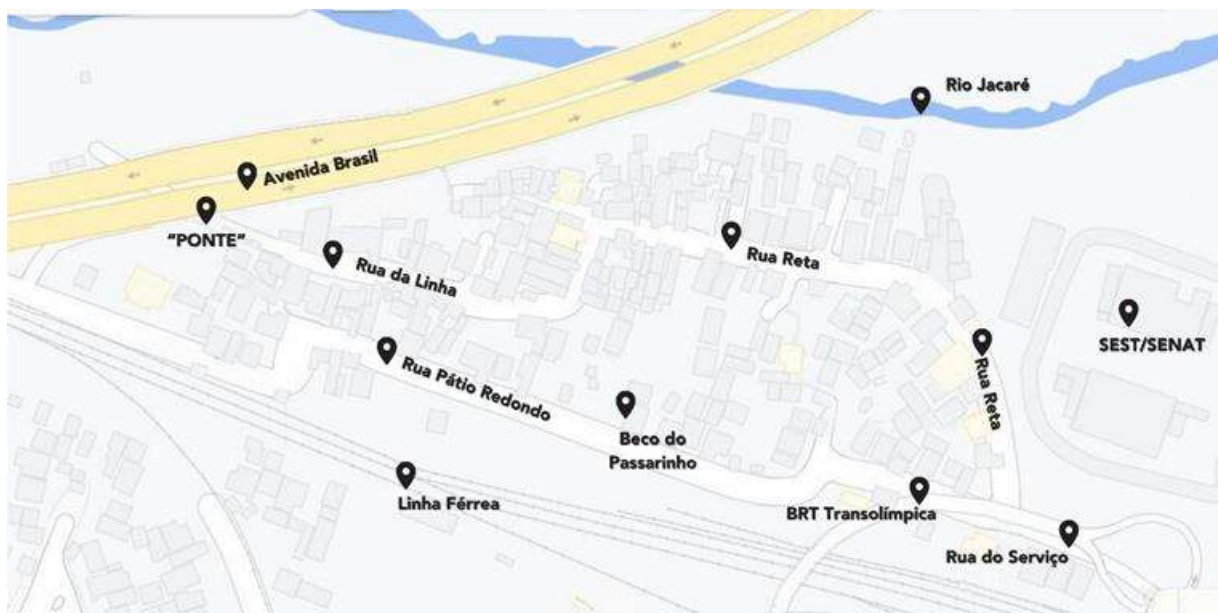 Rio Jacaré
Avenida Brasil
“PONTE”
Rua da Linha
Rua Reta
SEST/SENAT
Rua Pátio Redondo
Rua Reta
Beco do
Passarinho
Linha Férrea
BRT Transolímpica
Rua do Serviço